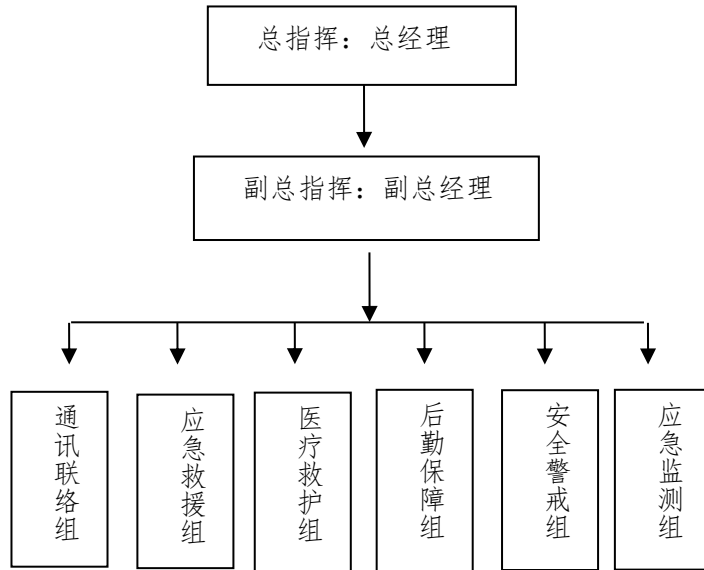 总指挥：总经理
副总指挥：副总经理
通讯联络组
应急救援组
医疗救护组
后勤保障组
安全警戒组
应急监测组